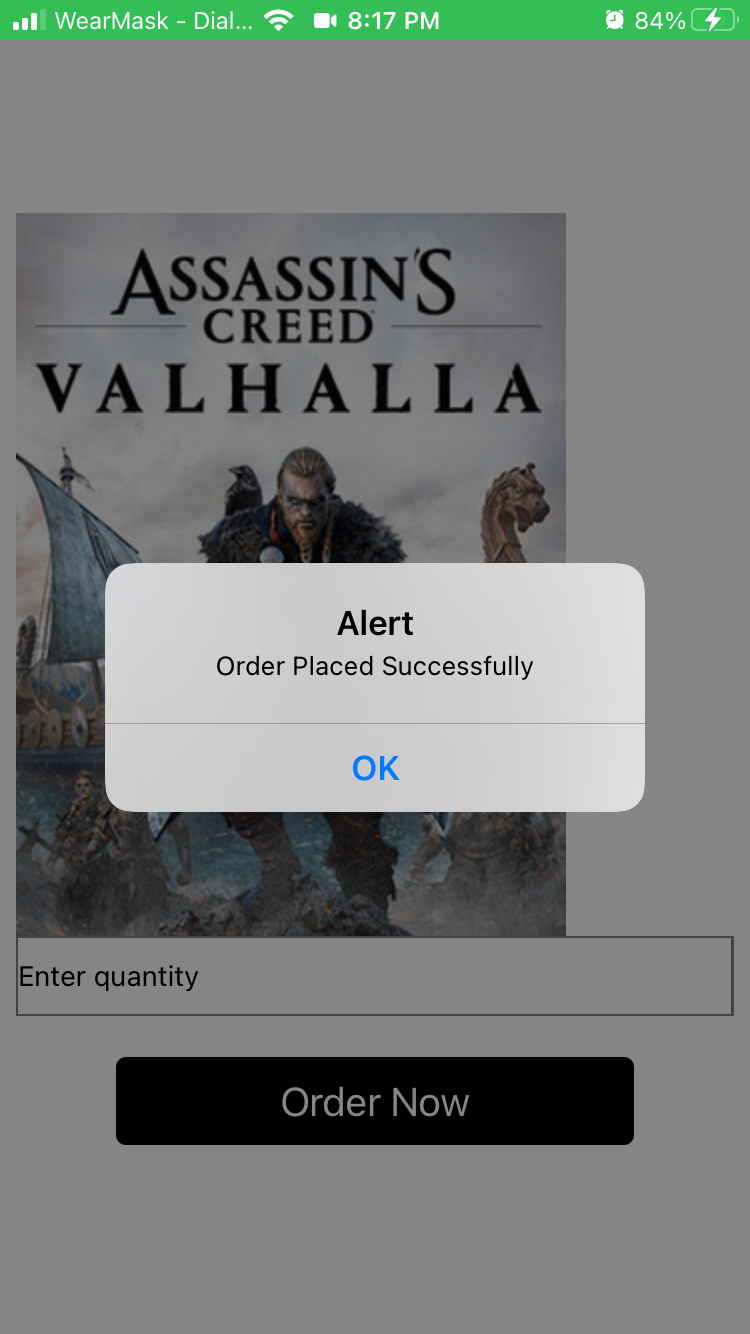 WearMask - Dial... 8:17 PM 84%
ASSASSIN'S
CREED
VALHALLA
Alert
Order Placed Successfully
OK
Enter quantity
Order Now